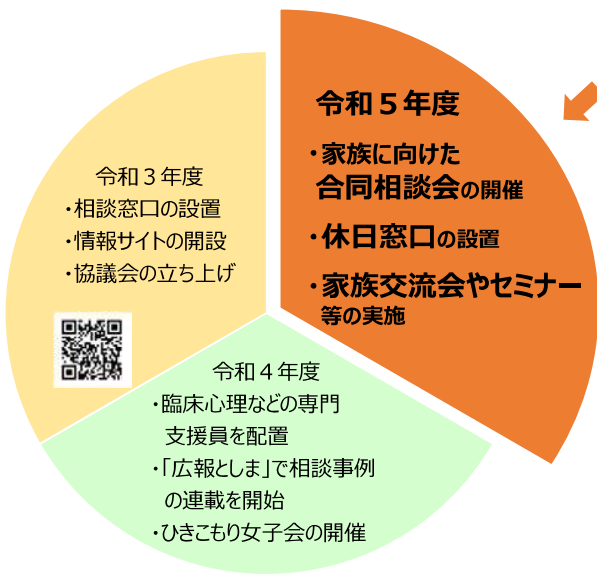 令和５年度
・家族に向けた
合同相談会の開催
・休日窓口の設置
・家族交流会やセミナー
等の実施
令和３年度
・相談窓口の設置
・情報サイトの開設
・協議会の立ち上げ
令和４年度
・臨床心理などの専門
支援員を配置
・「広報としま」で相談事例
の連載を開始
・ひきこもり女子会の開催